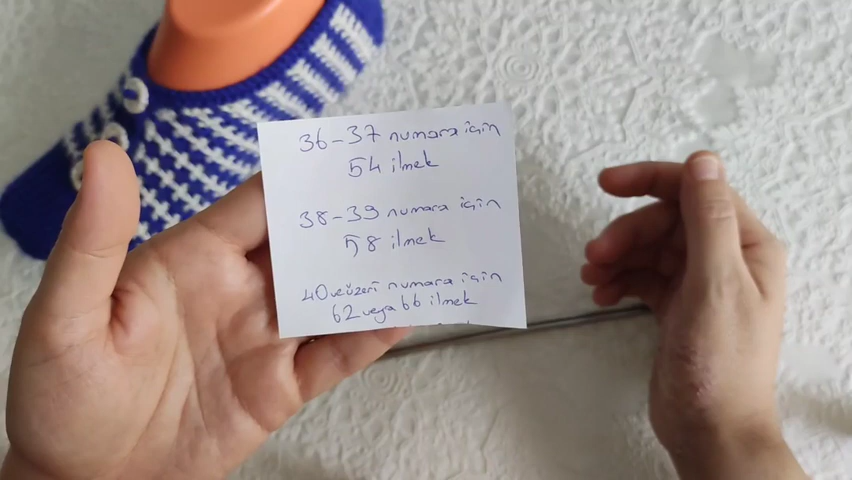 36-37 numara için
54 ilmek
38-39 numara için
58 ilmek
40 ve üzeri numara için
62 veya 66 ilmek